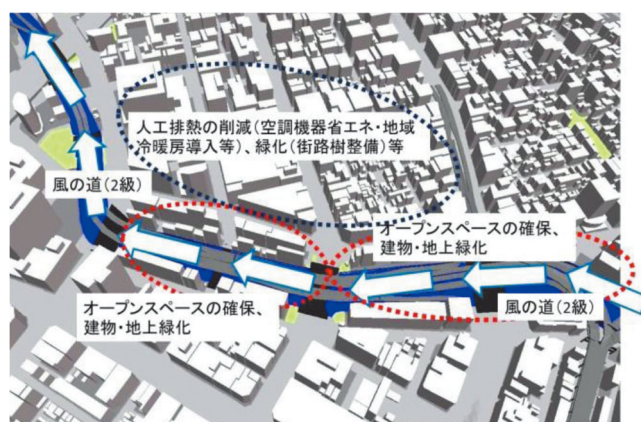 人工排熱の削減(空調機器省エネ・地域
冷暖房導入等)、緑化(街路樹整備)等
風の道(2級)
オープンスペースの確保、
建物・地上緑化
オープンスペースの確保、
建物・地上緑化
風の道(2級)